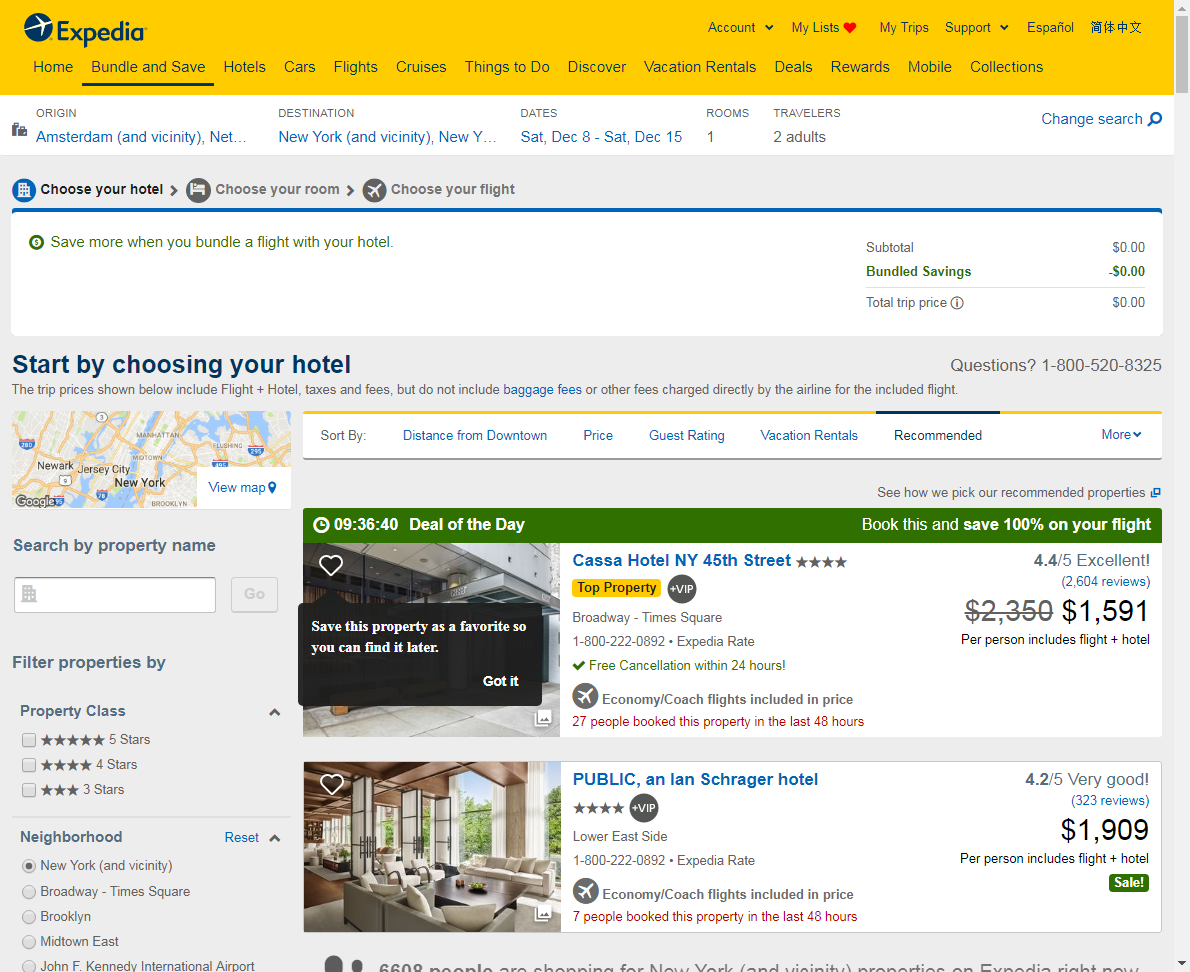 Expedia
Account
My Lists
My Trips
Support
Español
简体中文
Home
Bundle and Save
Hotels
Cars
Flights
Cruises
Things to Do
Discover
Vacation Rentals
Deals
Rewards
Mobile
Collections
ORIGIN
Amsterdam (and vicinity), Net...
DESTINATION
New York (and vicinity), New Y...
DATES
Sat, Dec 8 - Sat, Dec 15
ROOMS
1
TRAVELERS
2 adults
Change search
Choose your hotel
Choose your room
Choose your flight
Save more when you bundle a flight with your hotel.
Subtotal $0.00
Bundled Savings -$0.00
Total trip price $0.00
Start by choosing your hotel
Questions? 1-800-520-8325
The trip prices shown below include Flight + Hotel, taxes and fees, but do not include baggage fees or other fees charged directly by the airline for the included flight.
MANHATTAN
FLUSHING
MIDTOWN
Newark
Jersey City
New York
BROOKLYN
3
280
495
295
9
78
Google
View map
Search by property name
Go
Filter properties by
Property Class
5 Stars
4 Stars
3 Stars
Neighborhood
Reset
New York (and vicinity)
Broadway - Times Square
Brooklyn
Midtown East
John F. Kennedy International Airport
Sort By:
Distance from Downtown
Price
Guest Rating
Vacation Rentals
Recommended
More
See how we pick our recommended properties
09:36:40 Deal of the Day
Book this and save 100% on your flight
Save this property as a favorite so
you can find it later.
Got it
Cassa Hotel NY 45th Street
Top Property
+VIP
Broadway - Times Square
1-800-222-0892 • Expedia Rate
Free Cancellation within 24 hours!
Economy/Coach flights included in price
27 people booked this property in the last 48 hours
4.4/5 Excellent!
(2,604 reviews)
$2,350 $1,591
Per person includes flight + hotel
PUBLIC, an Ian Schrager hotel
+VIP
Lower East Side
1-800-222-0892 • Expedia Rate
Economy/Coach flights included in price
7 people booked this property in the last 48 hours
4.2/5 Very good!
(323 reviews)
$1,909
Per person includes flight + hotel
Sale!
6608 people are shopping for New York (and vicinity) properties on Expedia right now